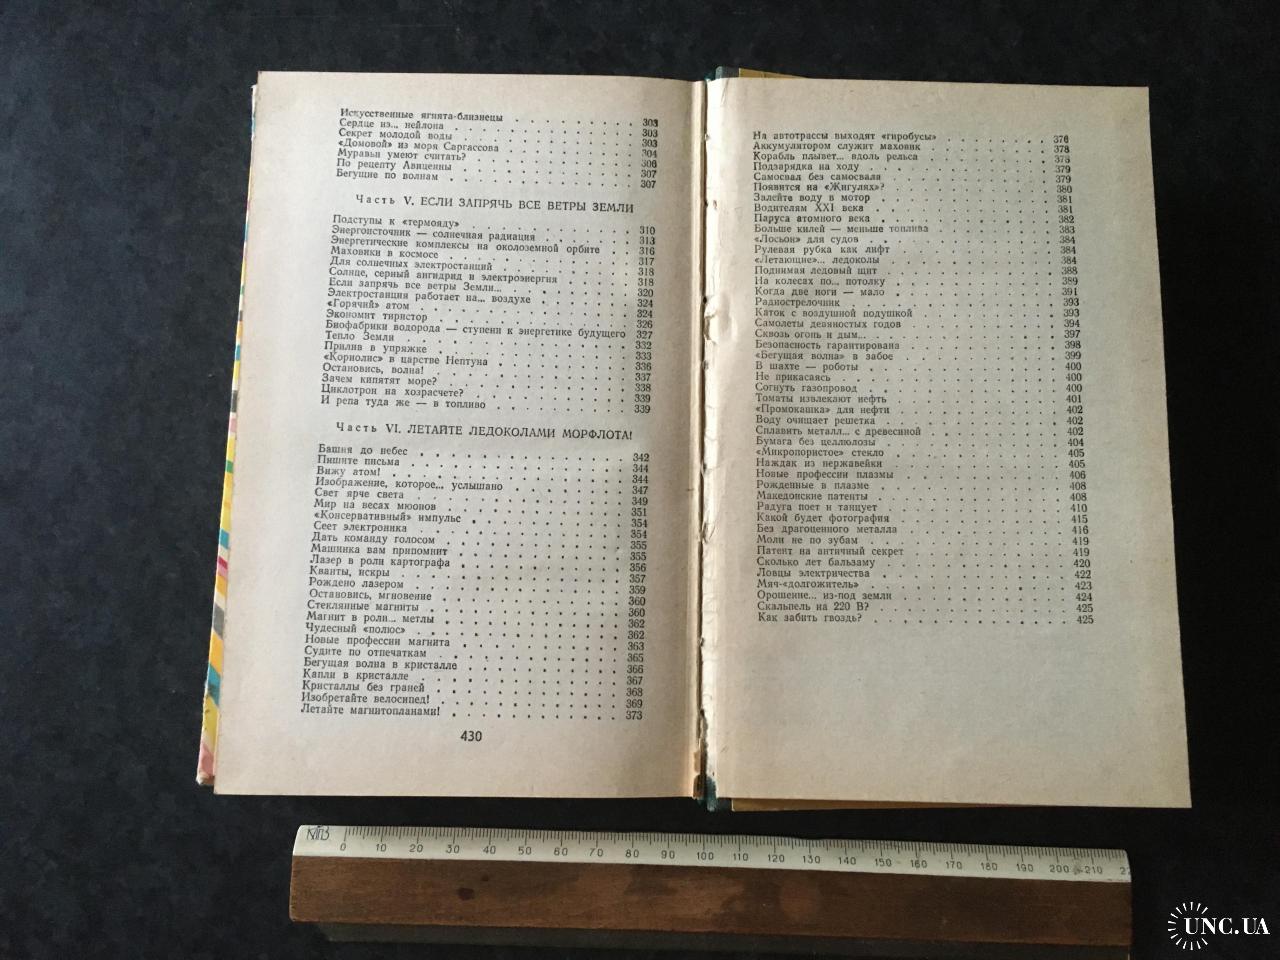 Искусственные ягнята-близнецы . . . . . . . 303
Сердце из... нейлона . . . . . . . . . . 303
Секрет молодой воды . . . . . . . . . . 303
«Домовой» из моря Саргассова . . . . . . . 304
Муравьи умеют считать? . . . . . . . . . 306
По рецепту Авиценны . . . . . . . . . . 307
Бегущие по волнам . . . . . . . . . . . 307
Часть V. ЕСЛИ ЗАПРЯЧЬ ВСЕ ВЕТРЫ ЗЕМЛИ
Подступы к «термояду» . . . . . . . . . 310
Энергоисточник — солнечная радиация . . . . . 313
Энергетические комплексы на околоземной орбите . . 316
Маховики в космосе . . . . . . . . . . 317
Для солнечных электростанций . . . . . . . 318
Солнце, серный ангидрид и электроэнергия . . . . 318
Если запрячь все ветры Земли... . . . . . . 320
Электростанция работает на... воздухе . . . . . 324
«Горячий» атом . . . . . . . . . . . 324
Экономит тиристор . . . . . . . . . . 326
Биофабрики водорода — ступени к энергетике будущего 327
Тепло Земли . . . . . . . . . . . . 332
Прилив в упряжке . . . . . . . . . . . 333
«Кориолис» в царстве Нептуна . . . . . . . 336
Остановись, волна! . . . . . . . . . . 337
Зачем кипятят море? . . . . . . . . . . 338
Циклотрон на хозрасчете? . . . . . . . . 339
И репа туда же — в топливо . . . . . . . 339
Часть VI. ЛЕТАЙТЕ ЛЕДОКОЛАМИ МОРФЛОТА!
Башня до небес . . . . . . . . . . . 342
Пишите письма . . . . . . . . . . . . 344
Вижу атом! . . . . . . . . . . . . . 344
Изображение, которое... услышано . . . . . . 347
Свет ярче света . . . . . . . . . . . 349
Мир на весах мюонов . . . . . . . . . . 351
«Консервативный» импульс . . . . . . . . 354
Сеет электроника . . . . . . . . . . . 354
Дать команду голосом . . . . . . . . . 355
Машинка вам припомнит . . . . . . . . . 355
Лазер в роли картографа . . . . . . . . 356
Кванты, искры . . . . . . . . . . . . 357
Рождено лазером . . . . . . . . . . . 359
Остановись, мгновение . . . . . . . . . 360
Стеклянные магниты . . . . . . . . . . 360
Магнит в роли... метлы . . . . . . . . . 362
Чудесный «полюс» . . . . . . . . . . . 362
Новые профессии магнита . . . . . . . . 363
Судите по отпечаткам . . . . . . . . . . 365
Бегущая волна в кристалле . . . . . . . . 366
Капли в кристалле . . . . . . . . . . 367
Кристаллы без граней . . . . . . . . . . 368
Изобретайте велосипед! . . . . . . . . . 369
Летайте магнитопланами! . . . . . . . . . 373
430
На автотрассы выходят «гиробусы» . . . . . . 376
Аккумулятором служит маховик . . . . . . . 378
Корабль плывет... вдоль рельса . . . . . . . 378
Подзарядка на ходу . . . . . . . . . . 379
Самосвал без самосвала . . . . . . . . . 379
Появится на «Жигулях»? . . . . . . . . . 380
Залейте воду в мотор . . . . . . . . . . 381
Водителям XXI века . . . . . . . . . . 381
Паруса атомного века . . . . . . . . . . 382
Больше килей — меньше топлива . . . . . . . 383
«Лосьон» для судов . . . . . . . . . . 384
Рулевая рубка как лифт . . . . . . . . . 384
«Летающие»... ледоколы . . . . . . . . . 384
Поднимая ледовый щит . . . . . . . . . 388
На колесах по... потолку . . . . . . . . . 389
Когда две ноги — мало . . . . . . . . . 391
Радиострелочник . . . . . . . . . . . 393
Каток с воздушной подушкой . . . . . . . . 393
Самолеты девяностых годов . . . . . . . . 394
Сквозь огонь и дым... . . . . . . . . . 397
Безопасность гарантирована . . . . . . . . 398
«Бегущая волна» в забое . . . . . . . . . 399
В шахте — роботы . . . . . . . . . . . 400
Не прикасаясь . . . . . . . . . . . . 400
Согнуть газопровод . . . . . . . . . . 400
Томаты извлекают нефть . . . . . . . . . 401
«Промокашка» для нефти . . . . . . . . . 402
Воду очищает решетка . . . . . . . . . . 402
Сплавить металл... с древесиной . . . . . . 402
Бумага без целлюлозы . . . . . . . . . . 404
«Микропористое» стекло . . . . . . . . . 405
Наждак из нержавейки . . . . . . . . . . 405
Новые профессии плазмы . . . . . . . . . 406
Рожденные в плазме . . . . . . . . . . 408
Македонские патенты . . . . . . . . . . 408
Радуга поет и танцует . . . . . . . . . . 410
Какой будет фотография . . . . . . . . . 415
Без драгоценного металла . . . . . . . . 416
Моли не по зубам . . . . . . . . . . . 419
Патент на античный секрет . . . . . . . . 419
Сколько лет бальзаму . . . . . . . . . . 420
Ловцы электричества . . . . . . . . . . 422
Мяч-«долгожитель» . . . . . . . . . . 423
Орошение... из-под земли . . . . . . . . 424
Скальпель на 220 В? . . . . . . . . . . 425
Как забить гвоздь? . . . . . . . . . . 425
0 10 20 30 40 50 60 70 80 90 100 110 120 130 140 150 160 170 180 190 200 210
UNC.UA